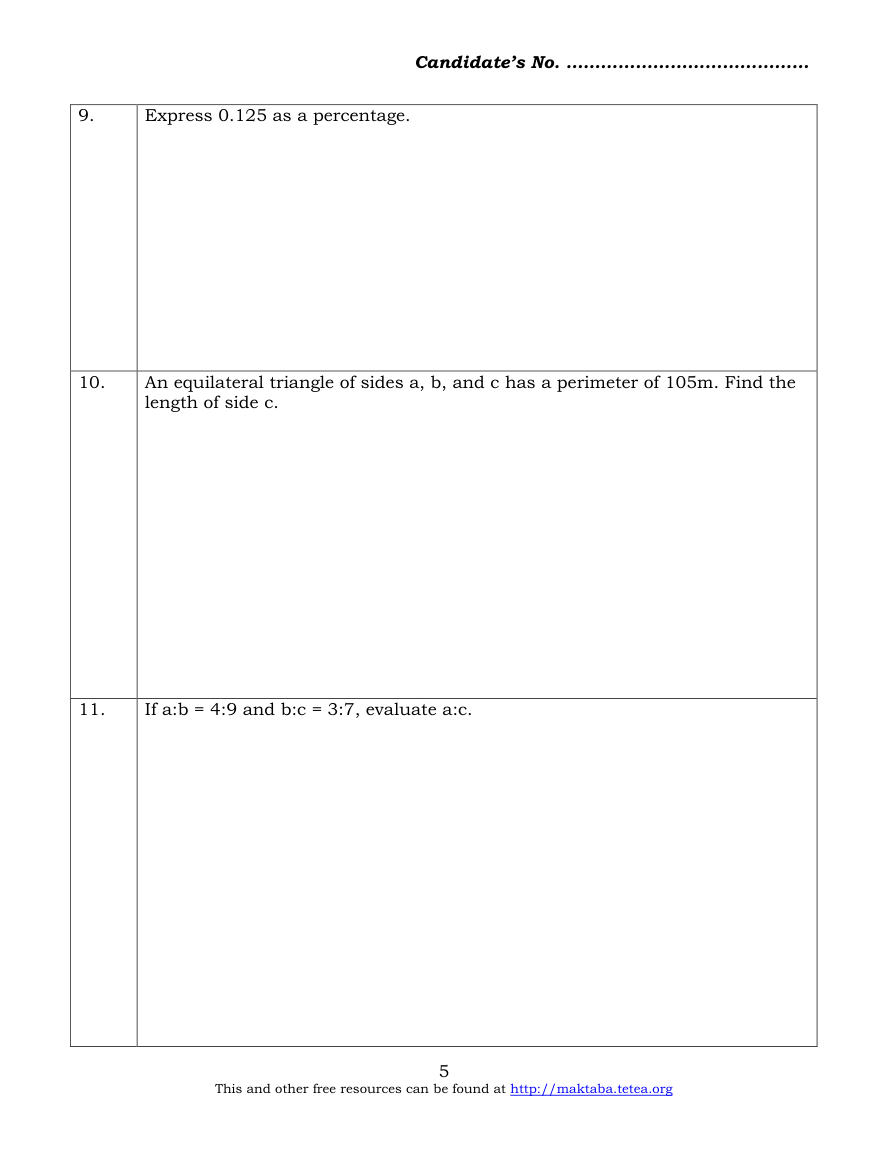 Candidate’s No. ..........................................
9. Express 0.125 as a percentage.
10. An equilateral triangle of sides a, b, and c has a perimeter of 105m. Find the
length of side c.
11. If a:b = 4:9 and b:c = 3:7, evaluate a:c.
5
This and other free resources can be found at http://maktaba.tetea.org